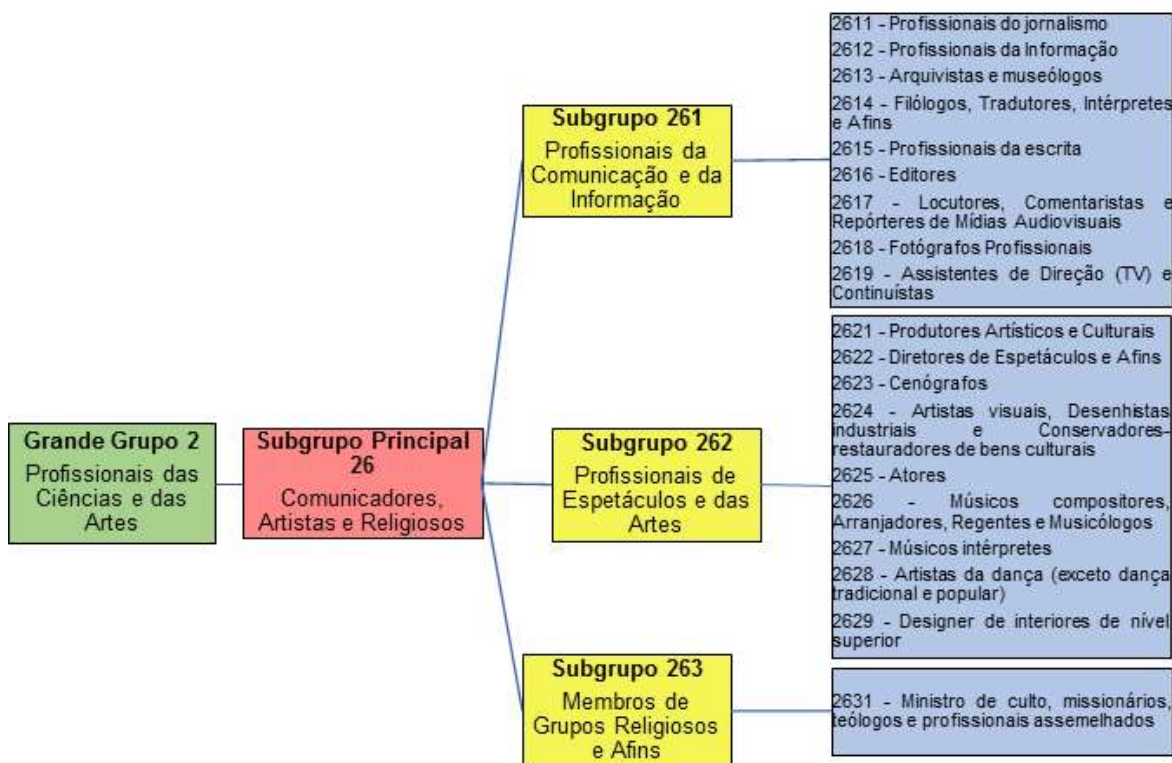 Grande Grupo 2
Profissionais das
Ciências e das
Artes
Subgrupo Principal
26
Comunicadores,
Artistas e Religiosos
Subgrupo 261
Profissionais da
Comunicação e da
Informação
2611 - Profissionais do jornalismo
2612 - Profissionais da Informação
2613 - Arquivistas e museólogos
2614 - Filólogos, Tradutores, Intérpretes
e Afins
2615 - Profissionais da escrita
2616 - Editores
2617 - Locutores, Comentaristas e
Repórteres de Mídias Audiovisuais
2618 - Fotógrafos Profissionais
2619 - Assistentes de Direção (TV) e
Continuístas
Subgrupo 262
Profissionais de
Espetáculos e das
Artes
2621 - Produtores Artísticos e Culturais
2622 - Diretores de Espetáculos e Afins
2623 - Cenógrafos
2624 - Artistas visuais, Desenhistas
industriais e Conservadores-
restauradores de bens culturais
2625 - Atores
2626 - Músicos compositores,
Arranjadores, Regentes e Musicólogos
2627 - Músicos intérpretes
2628 - Artistas da dança (exceto dança
tradicional e popular)
2629 - Designer de interiores de nível
superior
Subgrupo 263
Membros de
Grupos Religiosos
e Afins
2631 - Ministro de culto, missionários,
teólogos e profissionais assemelhados